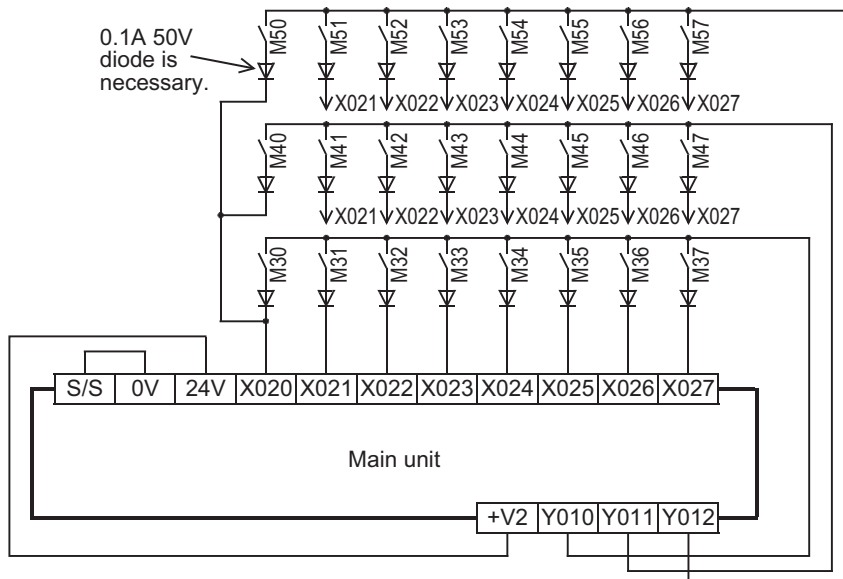 M50 M51 M52 M53 M54 M55 M56 M57
0.1A 50V
diode is
necessary.
X021 X022 X023 X024 X025 X026 X027
M40 M41 M42 M43 M44 M45 M46 M47
X021 X022 X023 X024 X025 X026 X027
M30 M31 M32 M33 M34 M35 M36 M37
S/S 0V 24V X020 X021 X022 X023 X024 X025 X026 X027
Main unit
+V2 Y010 Y011 Y012